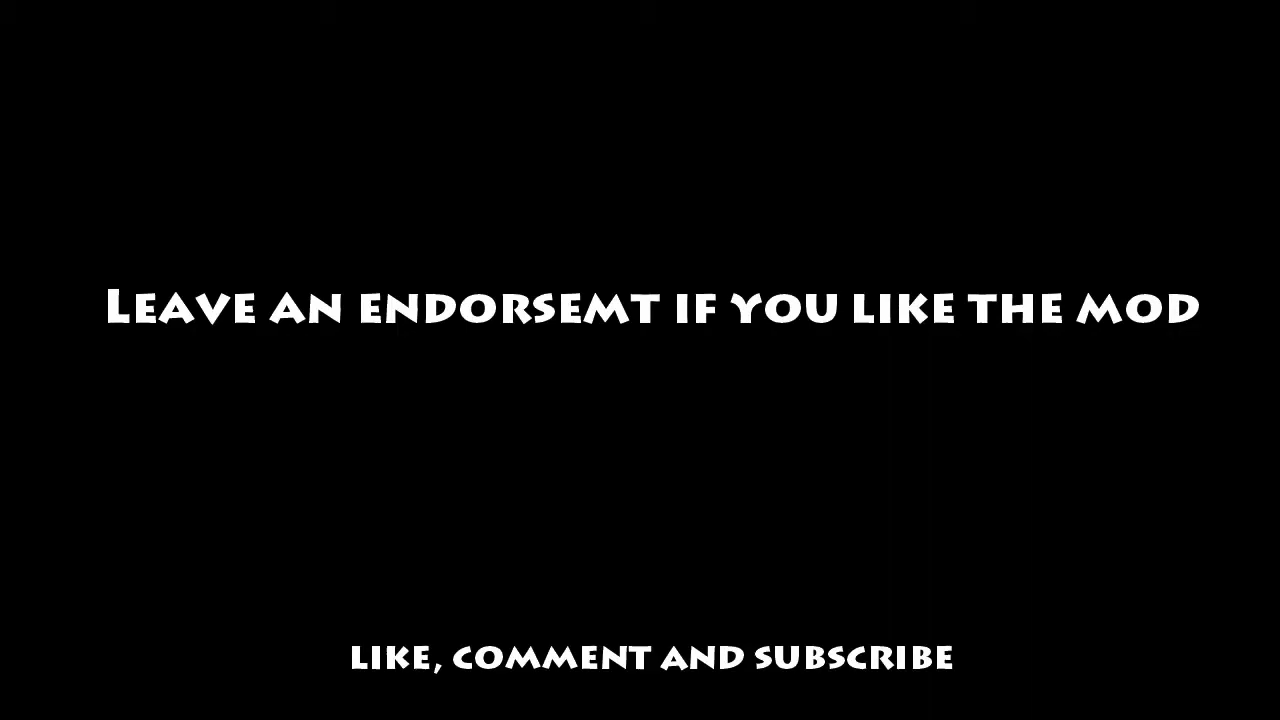 Leave an endorsemt if you like the mod
like, comment and subscribe